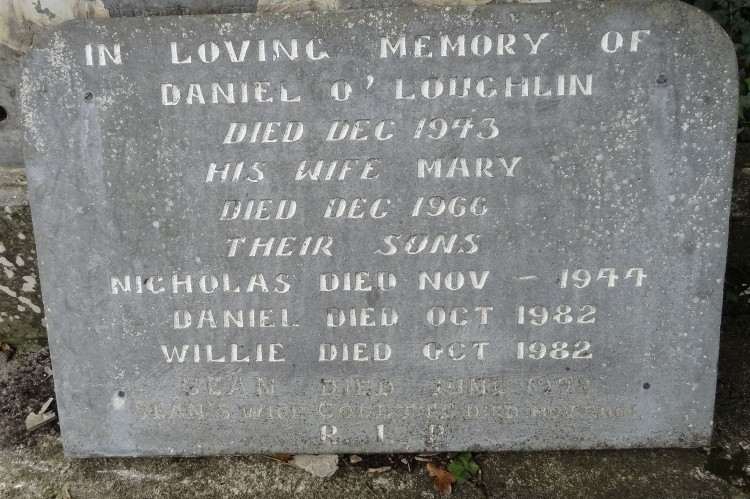 IN LOVING MEMORY OF
DANIEL O' LOUGHLIN
DIED DEC 1943
HIS WIFE MARY
DIED DEC 1966
THEIR SONS
NICHOLAS DIED NOV - 1944
DANIEL DIED OCT 1982
WILLIE DIED OCT 1982
SEAN DIED JUNE
SEAN'S WIFE COLETTE DIED NOV
R. I. P